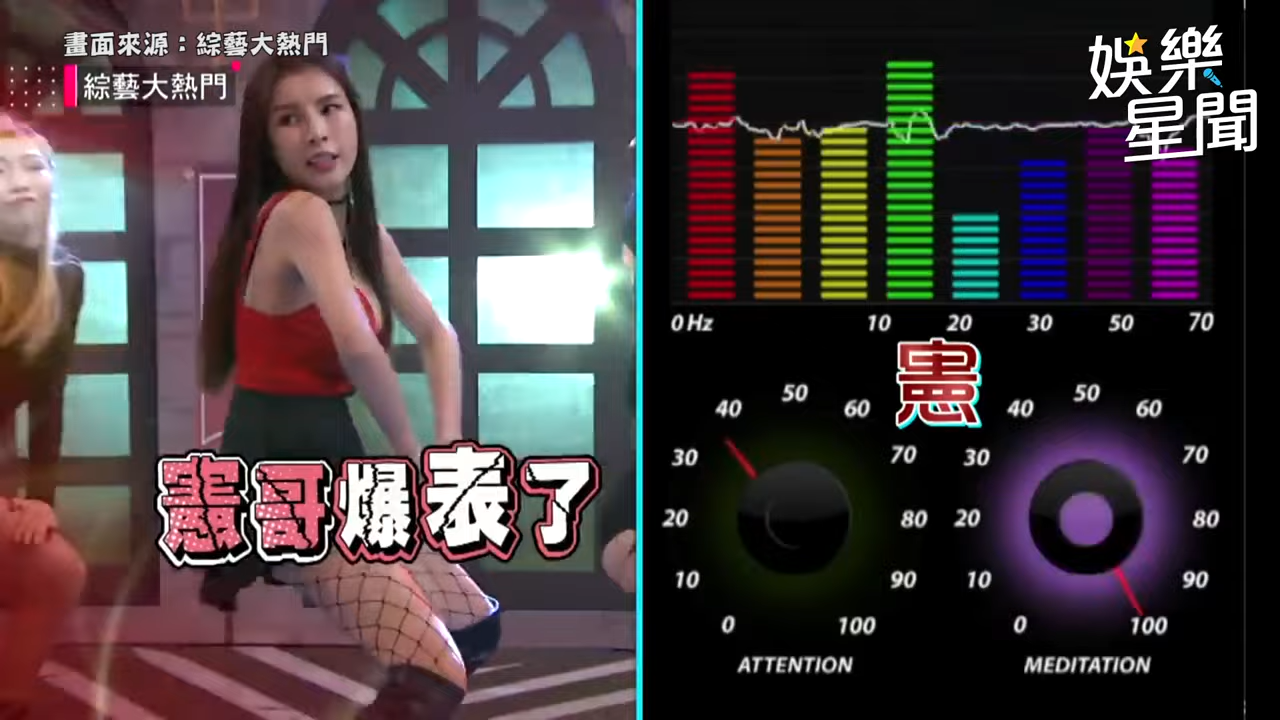 畫面來源：綜藝大熱門
綜藝大熱門
娛樂
星聞
0 Hz 10 20 30 50 70
憲
40 50 60
30 70
20 80
10 90
0 100
ATTENTION
40 50 60
30 70
20 80
10 90
0 100
MEDITATION
憲哥爆表了